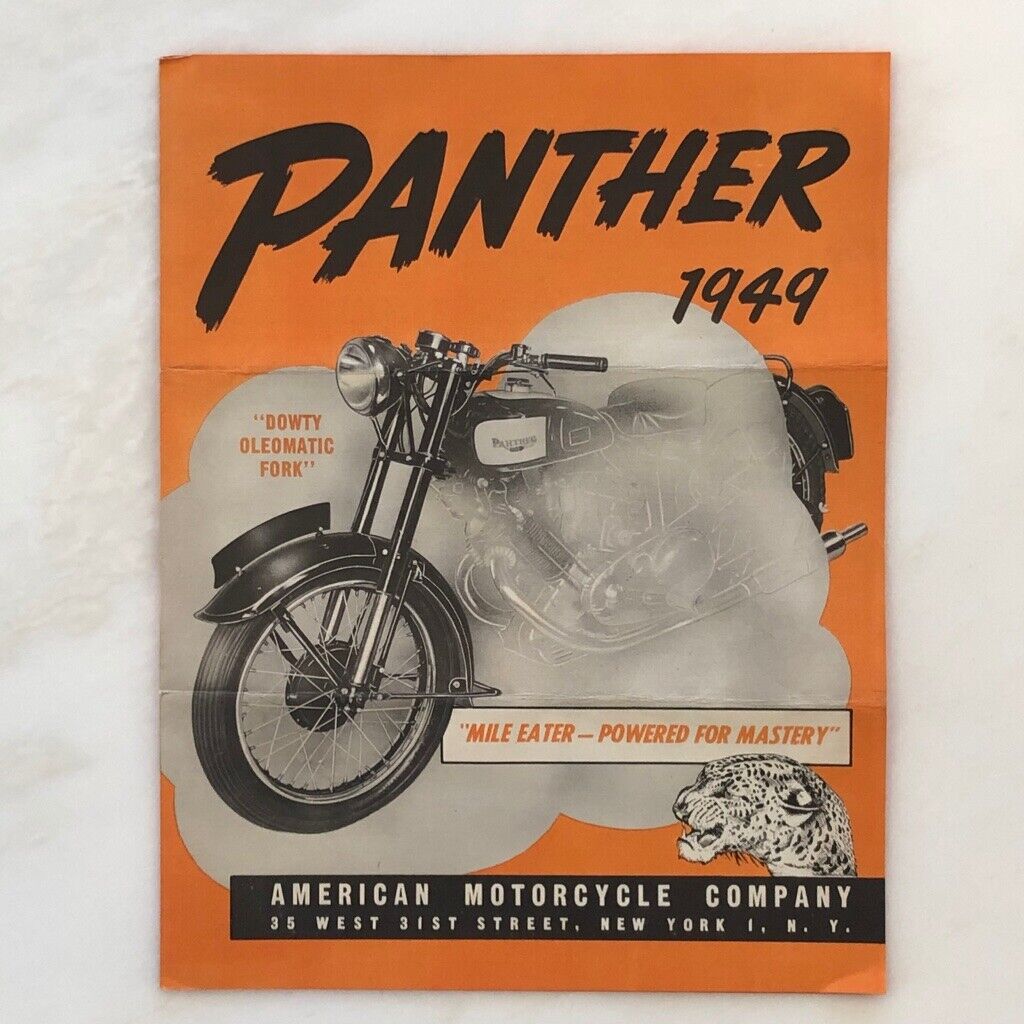 PANTHER
1949
"DOWTY
OLEOMATIC
FORK"
PANTHER
"MILE EATER – POWERED FOR MASTERY"
AMERICAN MOTORCYCLE COMPANY
35 WEST 31ST STREET, NEW YORK 1, N. Y.